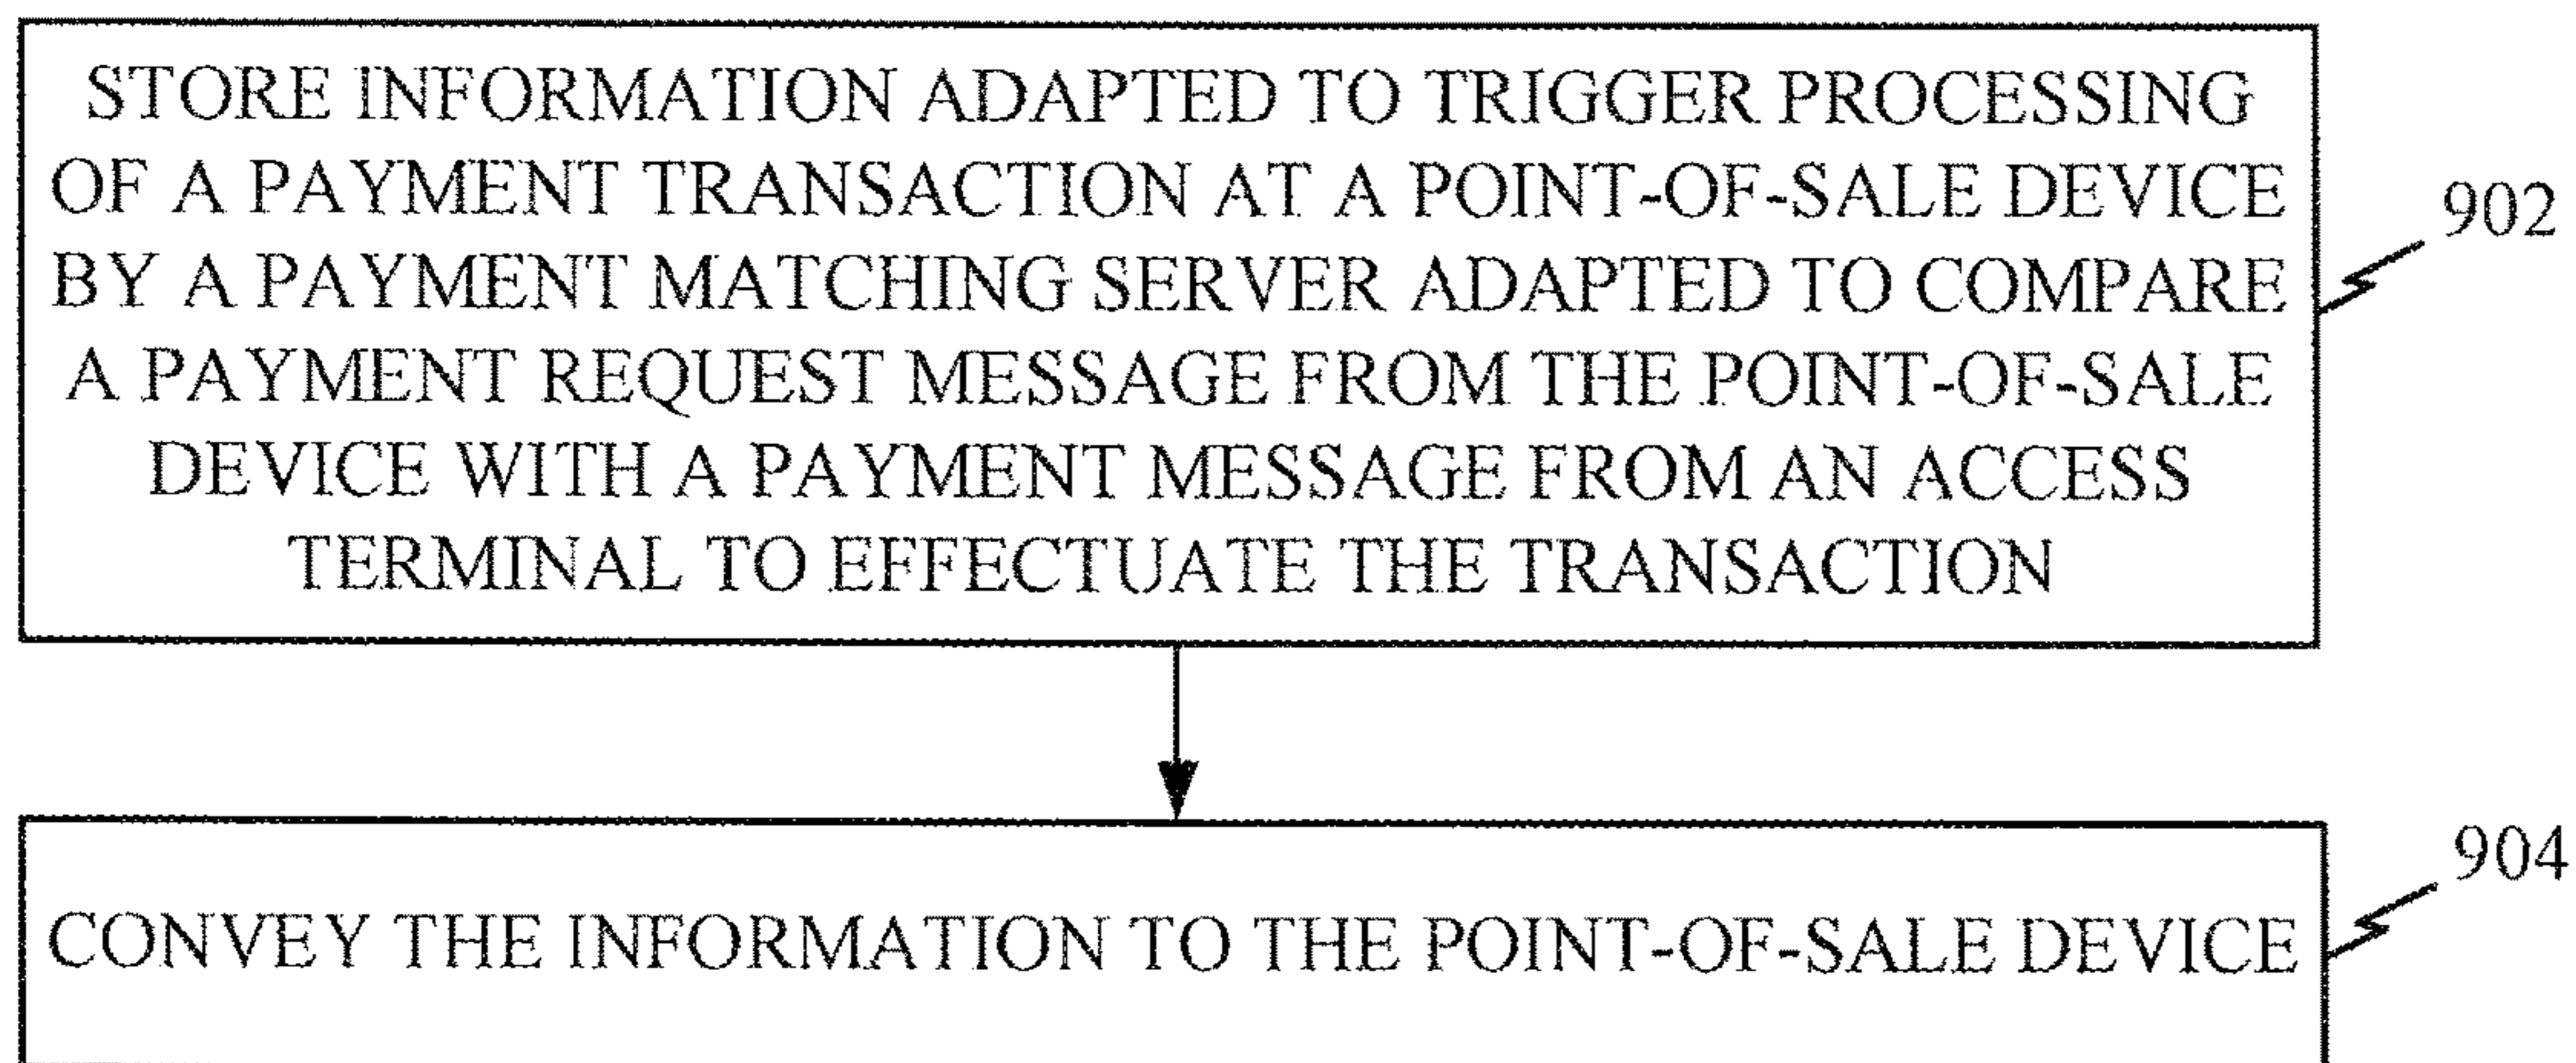 STORE INFORMATION ADAPTED TO TRIGGER PROCESSING
OF A PAYMENT TRANSACTION AT A POINT-OF-SALE DEVICE
BY A PAYMENT MATCHING SERVER ADAPTED TO COMPARE
A PAYMENT REQUEST MESSAGE FROM THE POINT-OF-SALE
DEVICE WITH A PAYMENT MESSAGE FROM AN ACCESS
TERMINAL TO EFFECTUATE THE TRANSACTION
902
CONVEY THE INFORMATION TO THE POINT-OF-SALE DEVICE
904